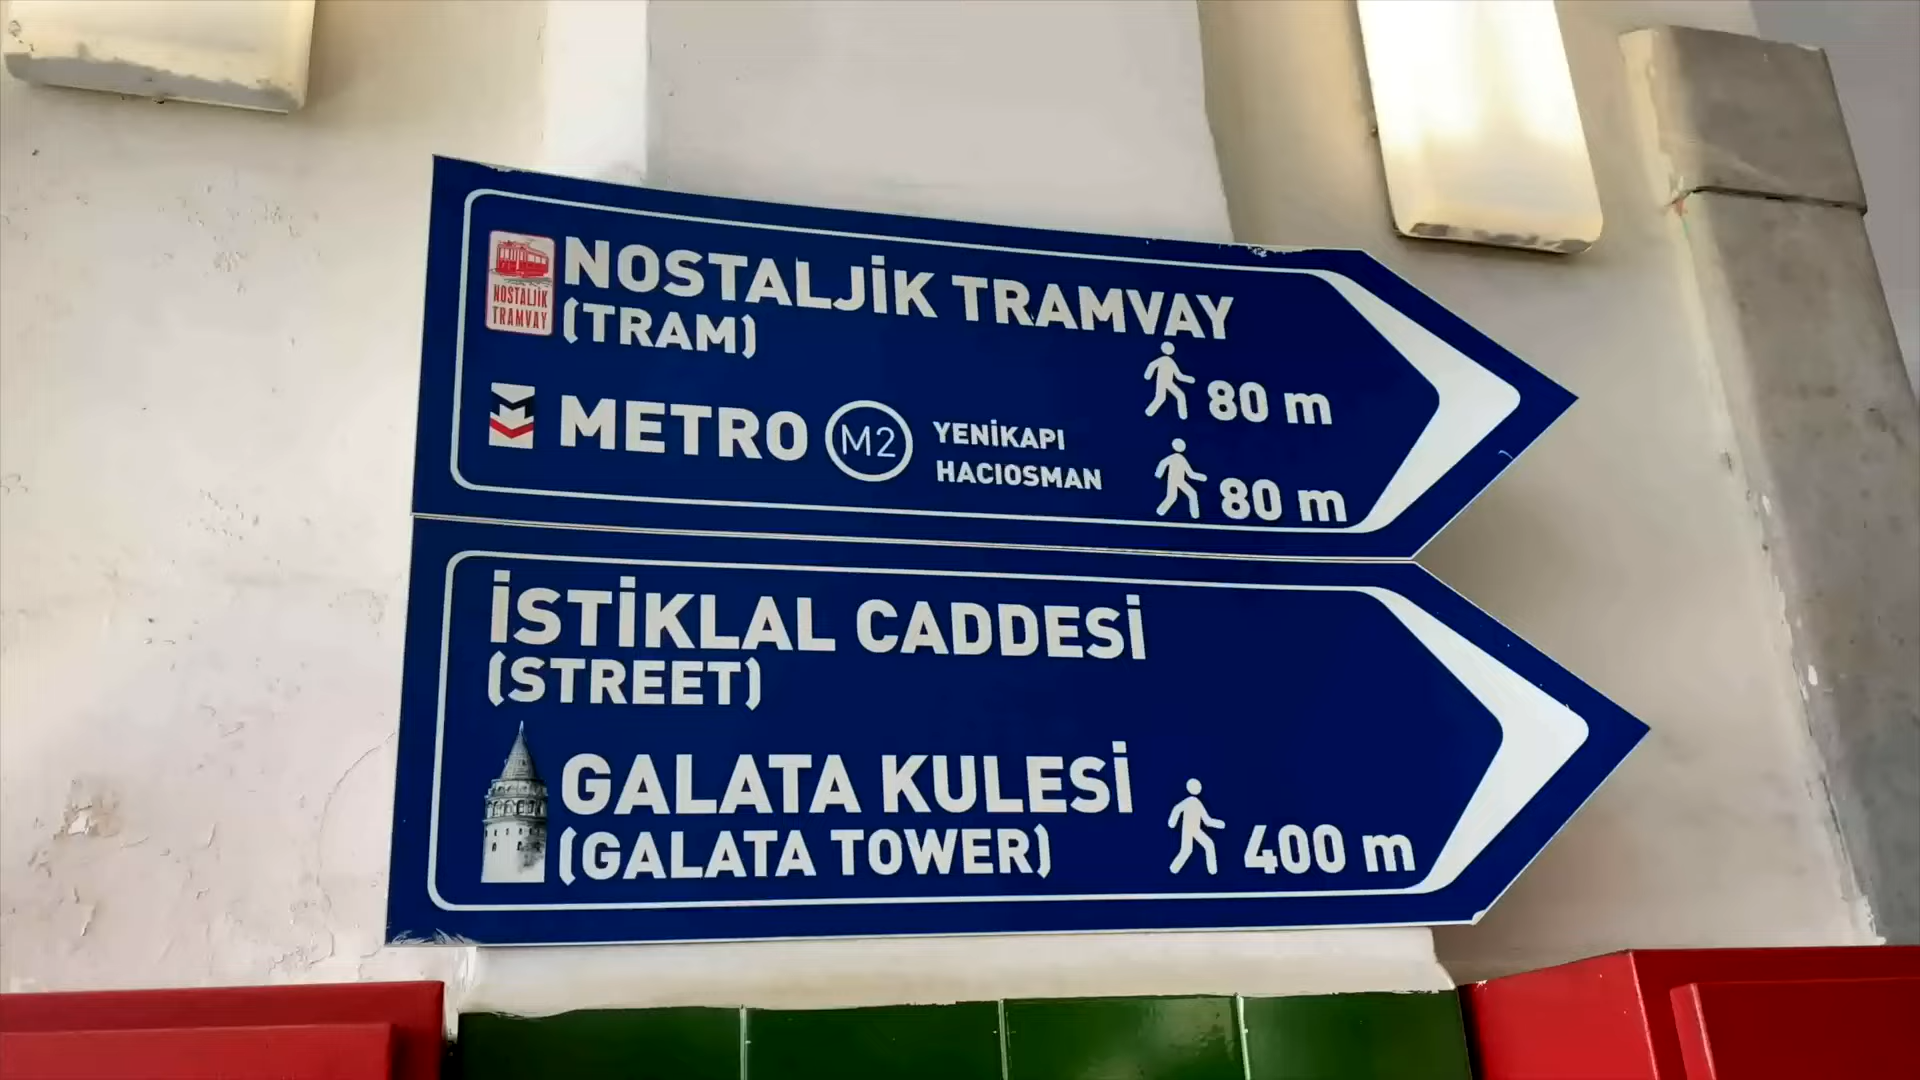 NOSTALJİK TRAMVAY
NOSTALJİK
TRAMVAY
(TRAM)
80 m
METRO M2 YENİKAPI
HACIOSMAN
80 m
İSTİKLAL CADDESİ
(STREET)
GALATA KULESİ
(GALATA TOWER)
400 m